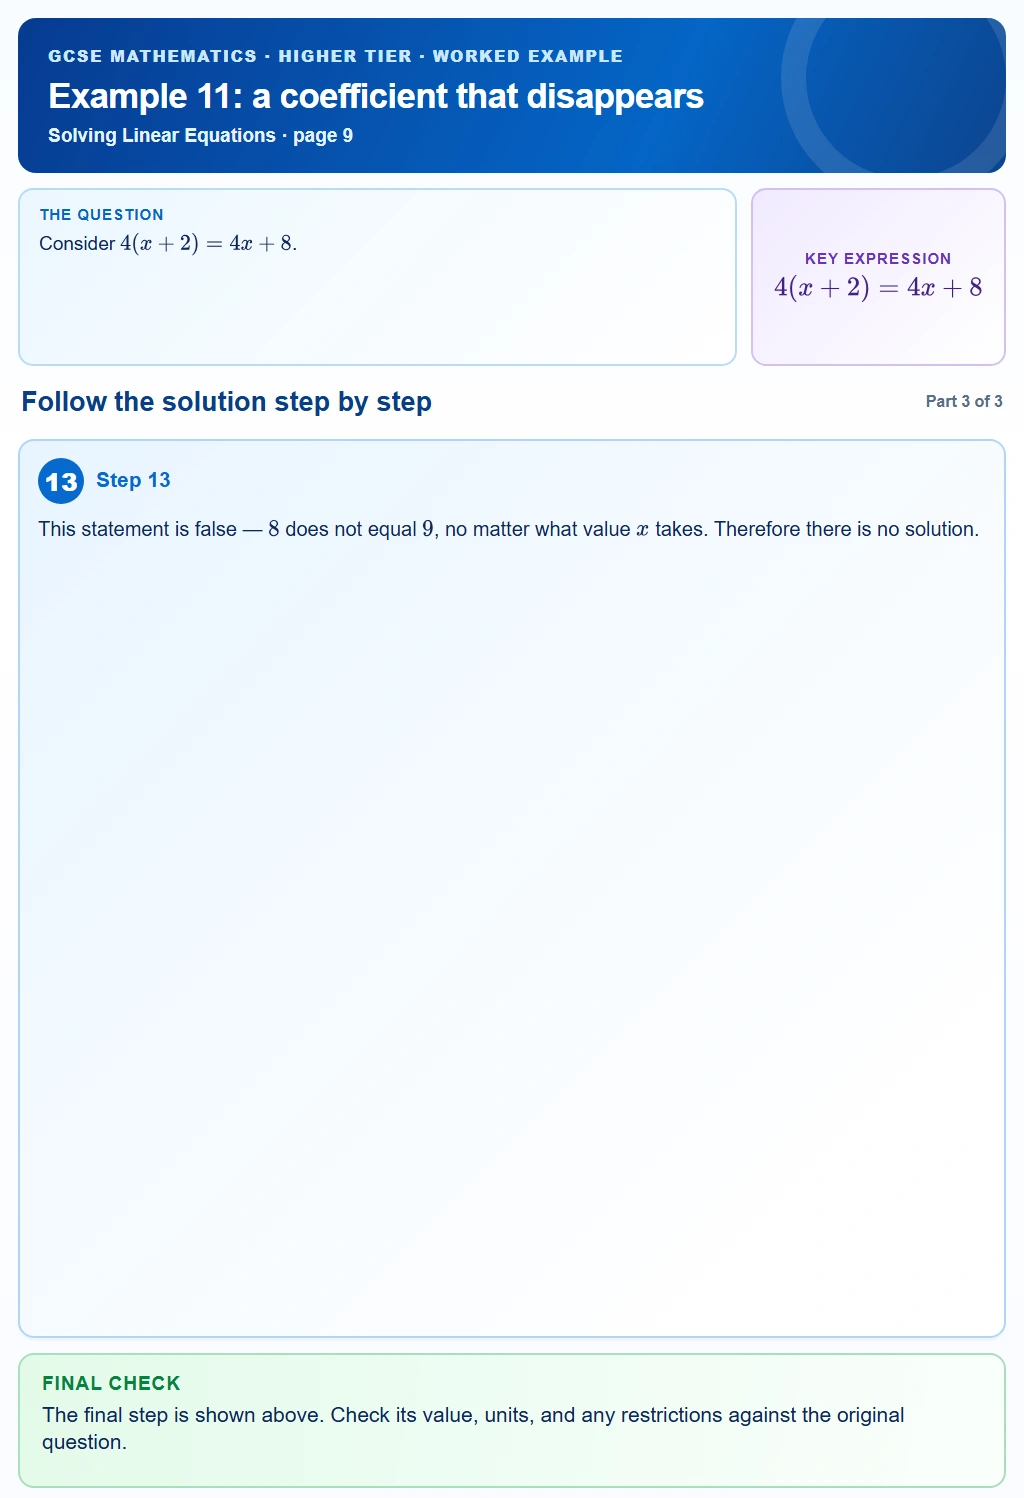 GCSE MATHEMATICS · HIGHER TIER · WORKED EXAMPLE
Example 11: a coefficient that disappears
Solving Linear Equations · page 9
THE QUESTION
Consider 4(x + 2) = 4x + 8.
KEY EXPRESSION
4(x + 2) = 4x + 8
Follow the solution step by step
Part 3 of 3
13 Step 13
This statement is false — 8 does not equal 9, no matter what value x takes. Therefore there is no solution.
FINAL CHECK
The final step is shown above. Check its value, units, and any restrictions against the original
question.